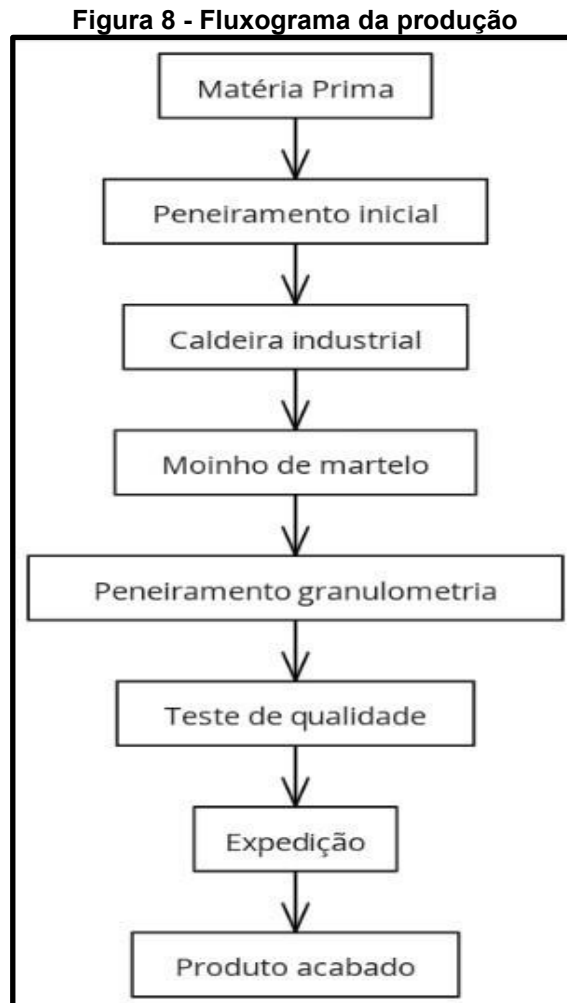 Figura 8 - Fluxograma da produção
Matéria Prima
Peneiramento inicial
Caldeira industrial
Moinho de martelo
Peneiramento granulometria
Teste de qualidade
Expedição
Produto acabado